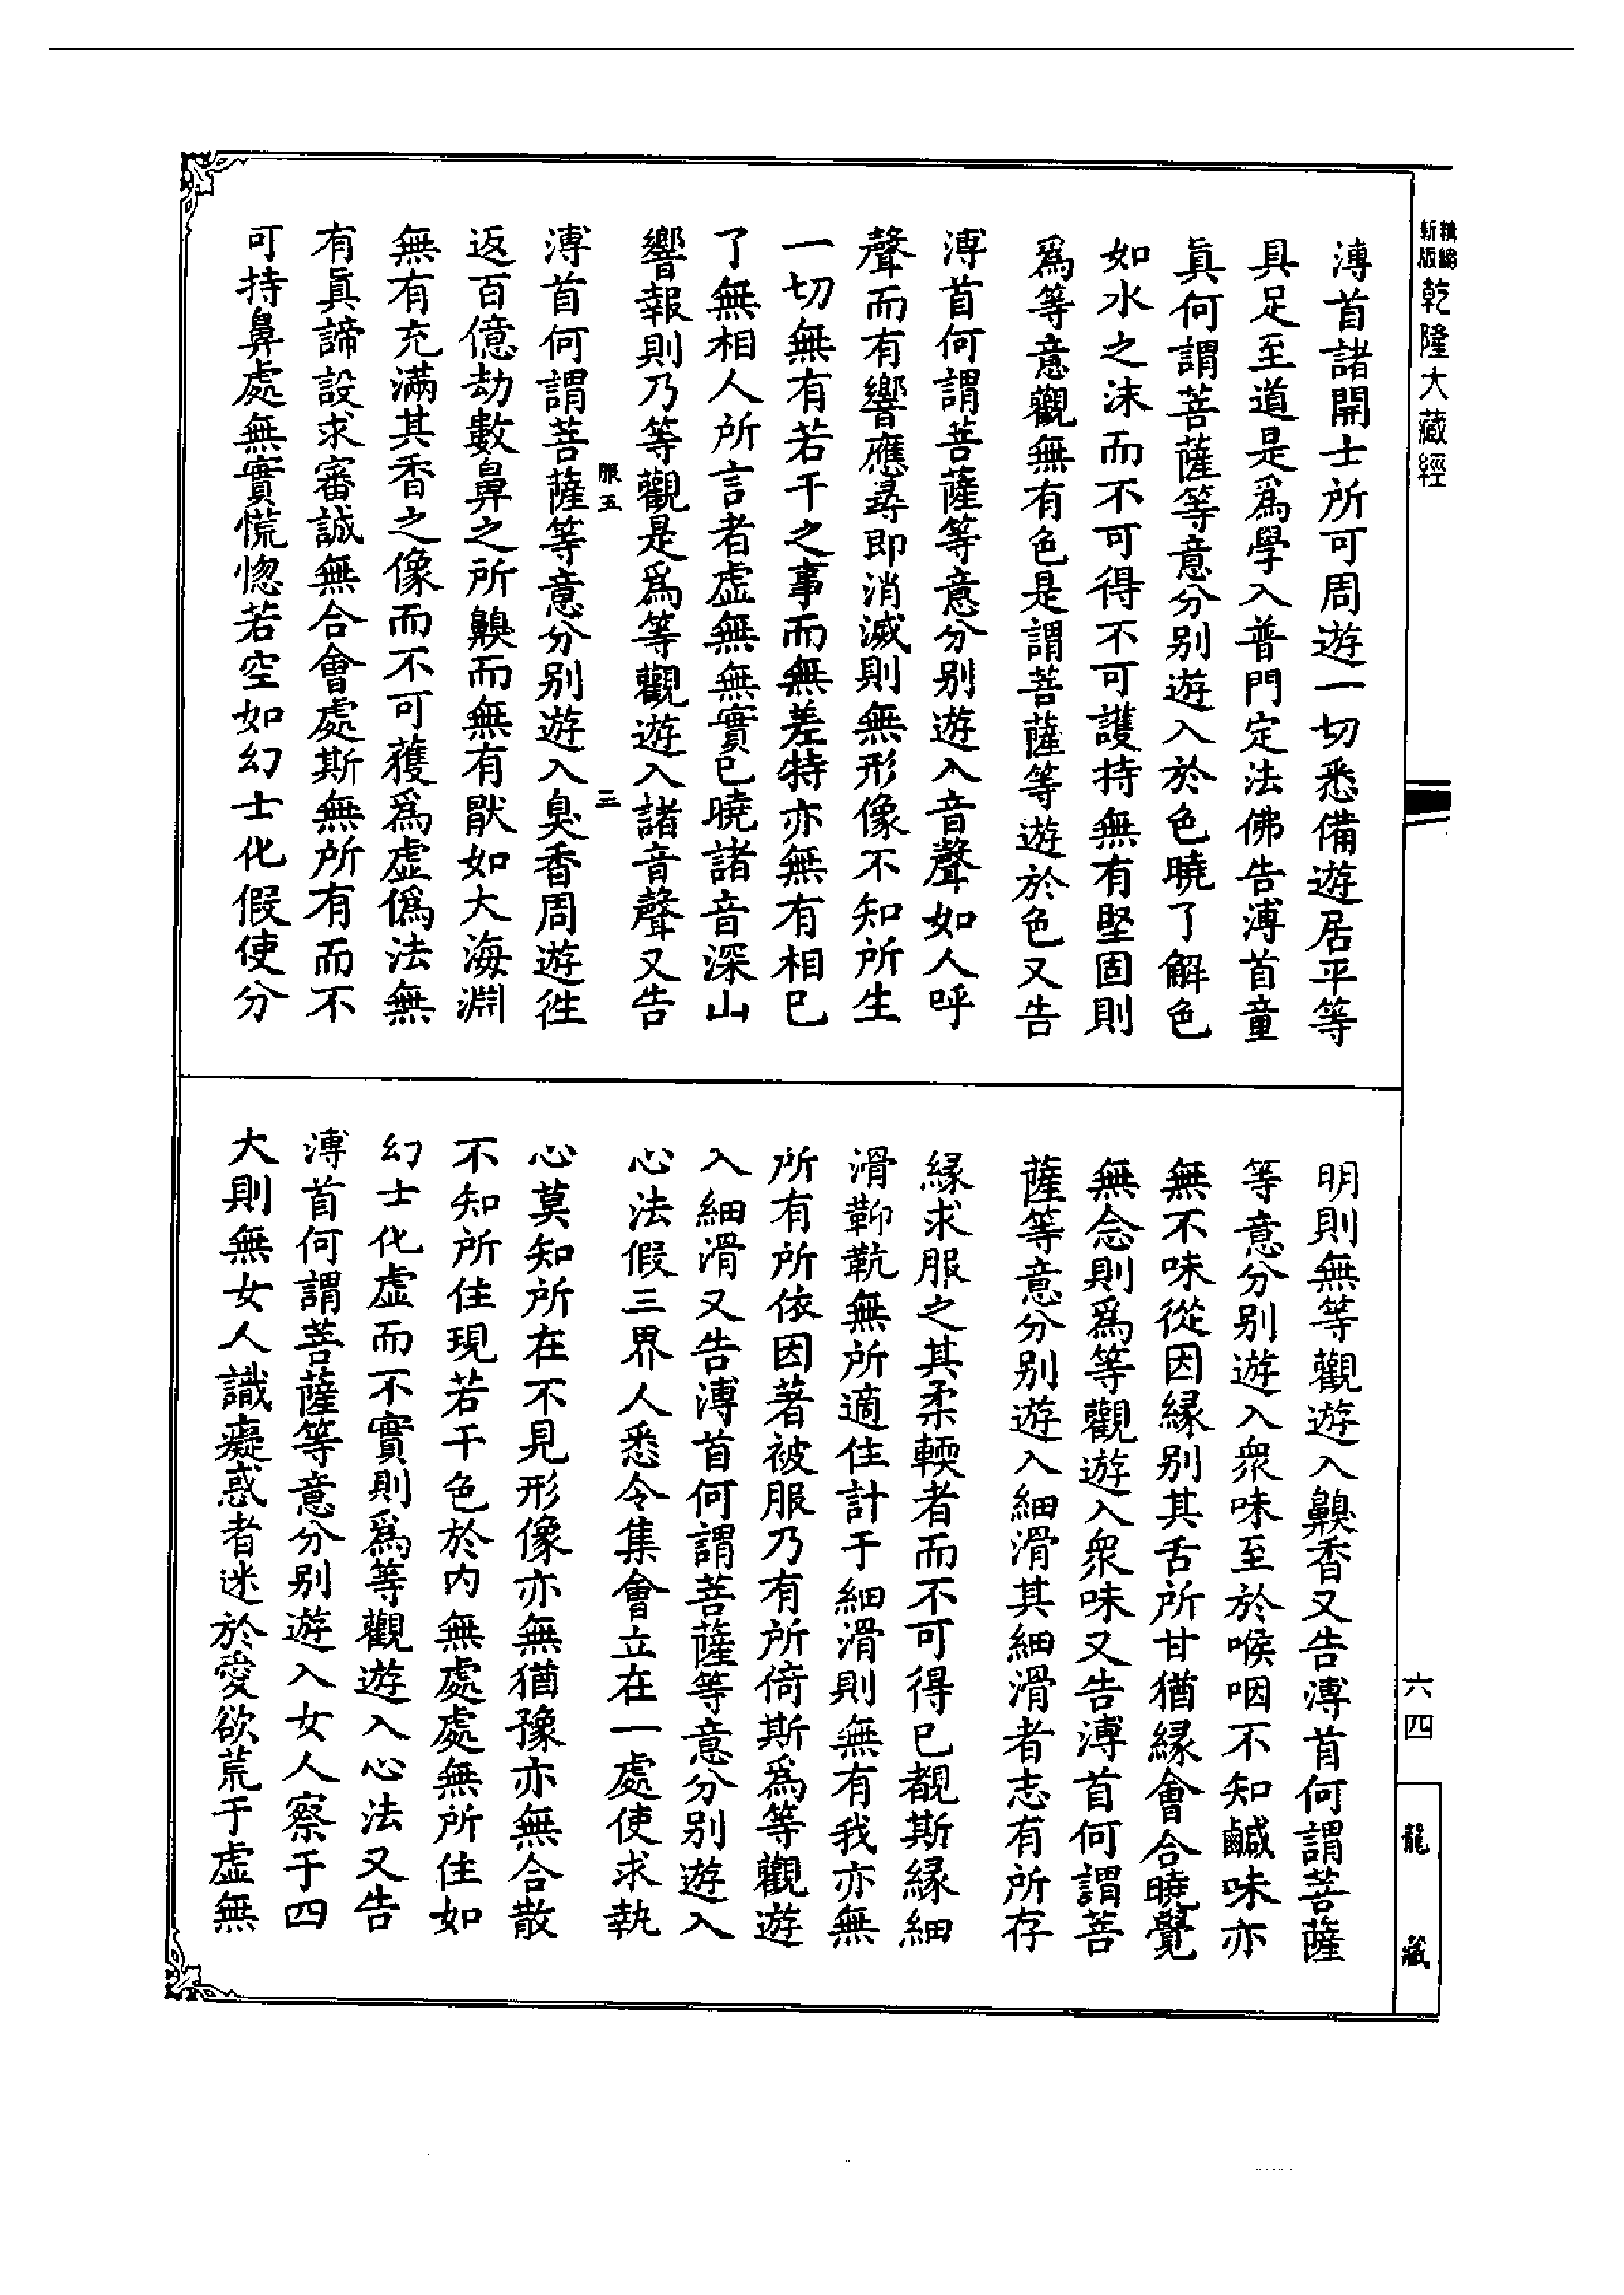 新編縮版乾隆大藏經
溥首諸開士所可周遊一切悉備遊居平等
具足至道是爲學入普門定法佛告溥首童
眞何謂菩薩等意分別遊入於色曉了解色
如水之沫而不可得不可護持無有堅固則
爲等意觀無有色是謂菩薩等遊於色又告
溥首何謂菩薩等意分別遊入音聲如人呼
聲而有響應尋即消滅則無形像不知所生
一切無有若干之事而無差特亦無有相已
了無相人所言者虛無無實已曉諸音深山
響報則乃等觀是爲等觀遊入諸音聲又告
服五 三
溥首何謂菩薩等意分別遊入臭香周遊徃
返百億劫數鼻之所齅而無有猒如大海淵
無有充滿其香之像而不可獲爲虛僞法無
有眞諦設求審誠無合會處斯無所有而不
可持鼻處無實慌惚若空如幻士化假使分
明則無等觀遊入齅香又告溥首何謂菩薩
等意分別遊入衆味至於喉咽不知鹹味亦
無不味從因緣別其舌所甘猶緣會合曉覺
無念則爲等觀遊入衆味又告溥首何謂菩
薩等意分別遊入細滑其細滑者志有所存
緣求服之其柔輭者而不可得已覩斯緣細
滑鞕無所適住計于細滑則無有我亦無
所有所依因著被服乃有所倚斯爲等觀遊
入細滑又告溥首何謂菩薩等意分別遊入
心法假三界人悉令集會立在一處使求執
心莫知所在不見形像亦無猶豫亦無合散
不知所住現若干色於內無處處無所住如
幻士化虛而不實則爲等觀遊入心法又告
溥首何謂菩薩等意分別遊入女人察于四
大則無女人識癡惑者迷於愛欲荒于虛無
六四
龍藏